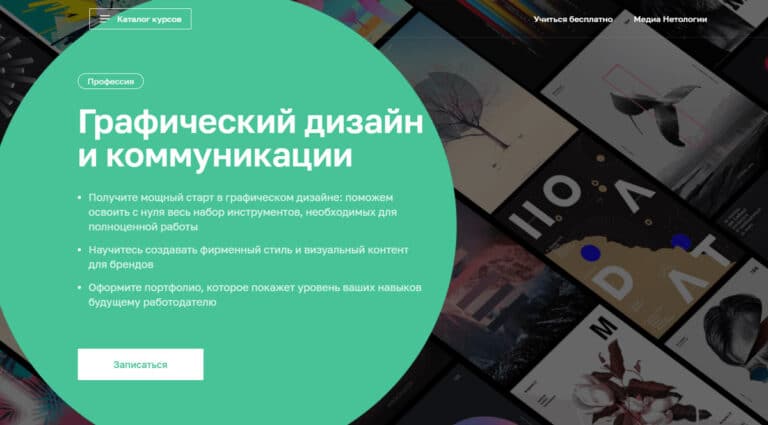 Каталог курсов
Учиться бесплатно
Медиа Нетологии
Профессия
Графический дизайн
и коммуникации
Получите мощный старт в графическом дизайне: поможем
освоить с нуля весь набор инструментов, необходимых для
полноценной работы
Научитесь создавать фирменный стиль и визуальный контент
для брендов
Оформите портфолио, которое покажет уровень ваших навыков
будущему работодателю
Записаться
M
HO
DAT
M